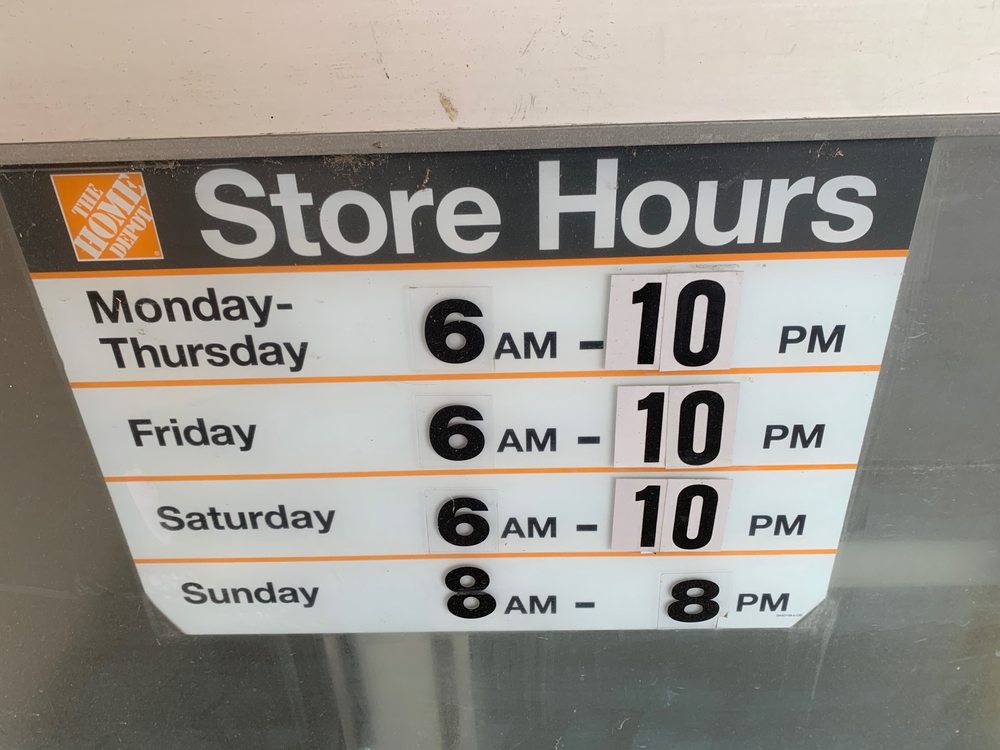 THE
HOME
DEPOT
Store Hours
Monday-
Thursday 6 AM - 10 PM
Friday 6 AM - 10 PM
Saturday 6 AM - 10 PM
Sunday 8 AM - 8 PM